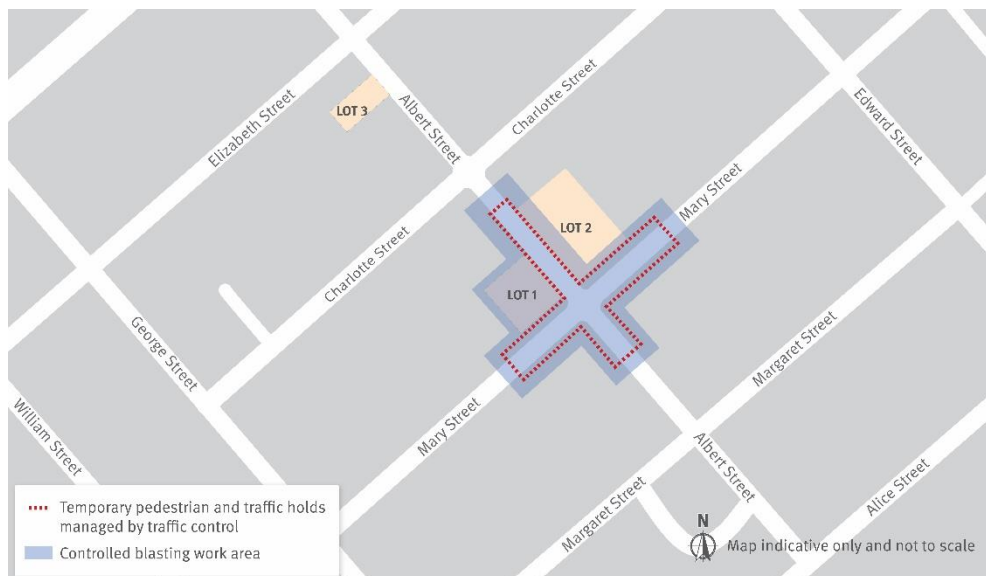 LOT 3
Albert Street
Charlotte Street
Elizabeth Street
Edward Street
Mary Street
LOT 2
LOT 1
Charlotte Street
George Street
Margaret Street
William Street
Mary Street
Albert Street
Alice Street
Margaret Street
Temporary pedestrian and traffic holds
managed by traffic control
Controlled blasting work area
N
Map indicative only and not to scale